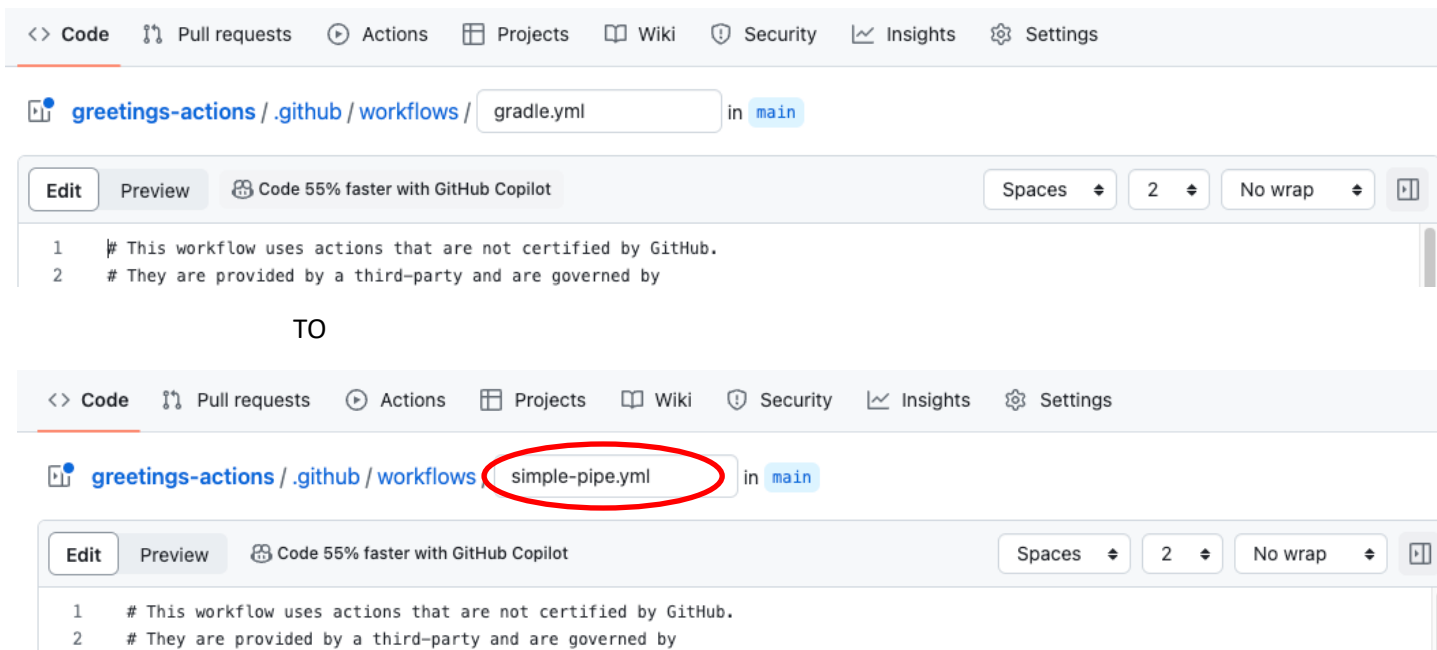 <> Code Pull requests Actions Projects Wiki Security Insights Settings
greetings-actions / .github / workflows / gradle.yml in main
Edit Preview Code 55% faster with GitHub Copilot Spaces 2 No wrap
1 # This workflow uses actions that are not certified by GitHub.
2 # They are provided by a third-party and are governed by
TO
<> Code Pull requests Actions Projects Wiki Security Insights Settings
greetings-actions / .github / workflows / simple-pipe.yml in main
Edit Preview Code 55% faster with GitHub Copilot Spaces 2 No wrap
1 # This workflow uses actions that are not certified by GitHub.
2 # They are provided by a third-party and are governed by